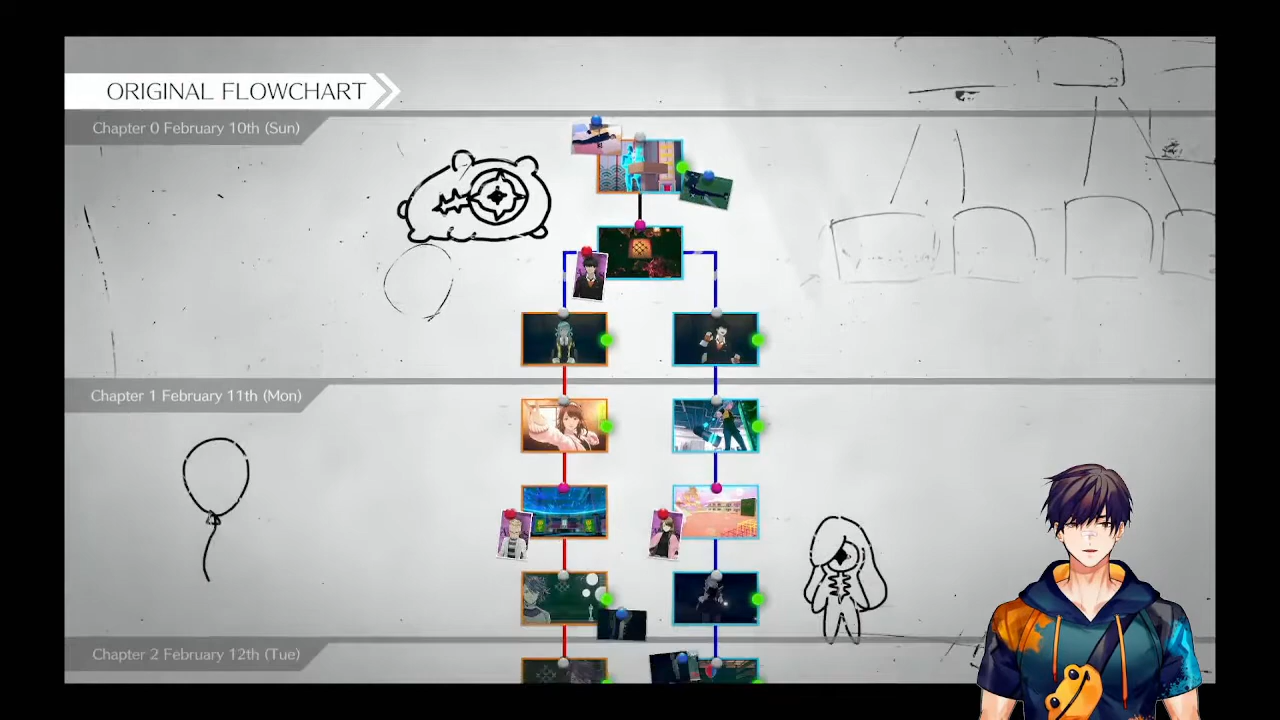 ORIGINAL FLOWCHART
Chapter 0 February 10th (Sun)
Chapter 1 February 11th (Mon)
Chapter 2 February 12th (Tue)